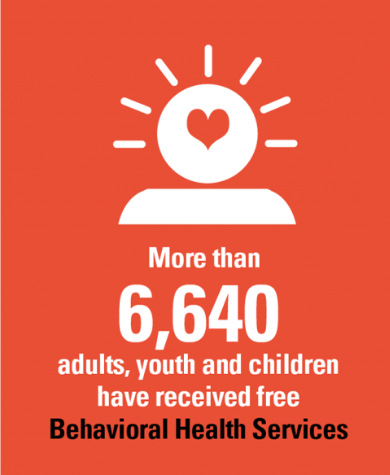 More than
6,640
adults, youth and children
have received free
Behavioral Health Services